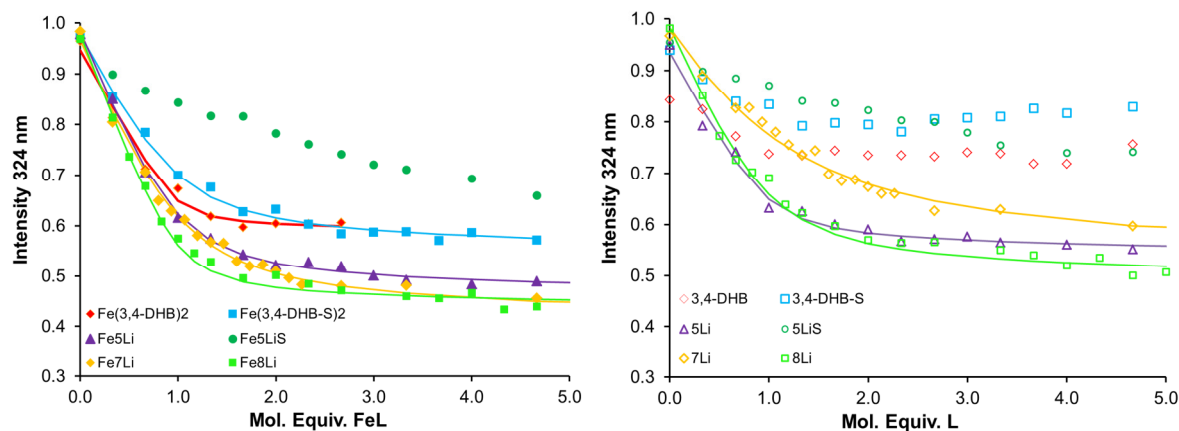 1.0
0.9
0.8
0.7
0.6
0.5
0.4
0.3
Intensity 324 nm
Fe(3,4-DHB)2 Fe(3,4-DHB-S)2
Fe5Li Fe5LiS
Fe7Li Fe8Li
0.0 1.0 2.0 3.0 4.0 5.0
Mol. Equiv. FeL
1.0
0.9
0.8
0.7
0.6
0.5
0.4
0.3
Intensity 324 nm
3,4-DHB 3,4-DHB-S
5Li 5LiS
7Li 8Li
0.0 1.0 2.0 3.0 4.0 5.0
Mol. Equiv. L